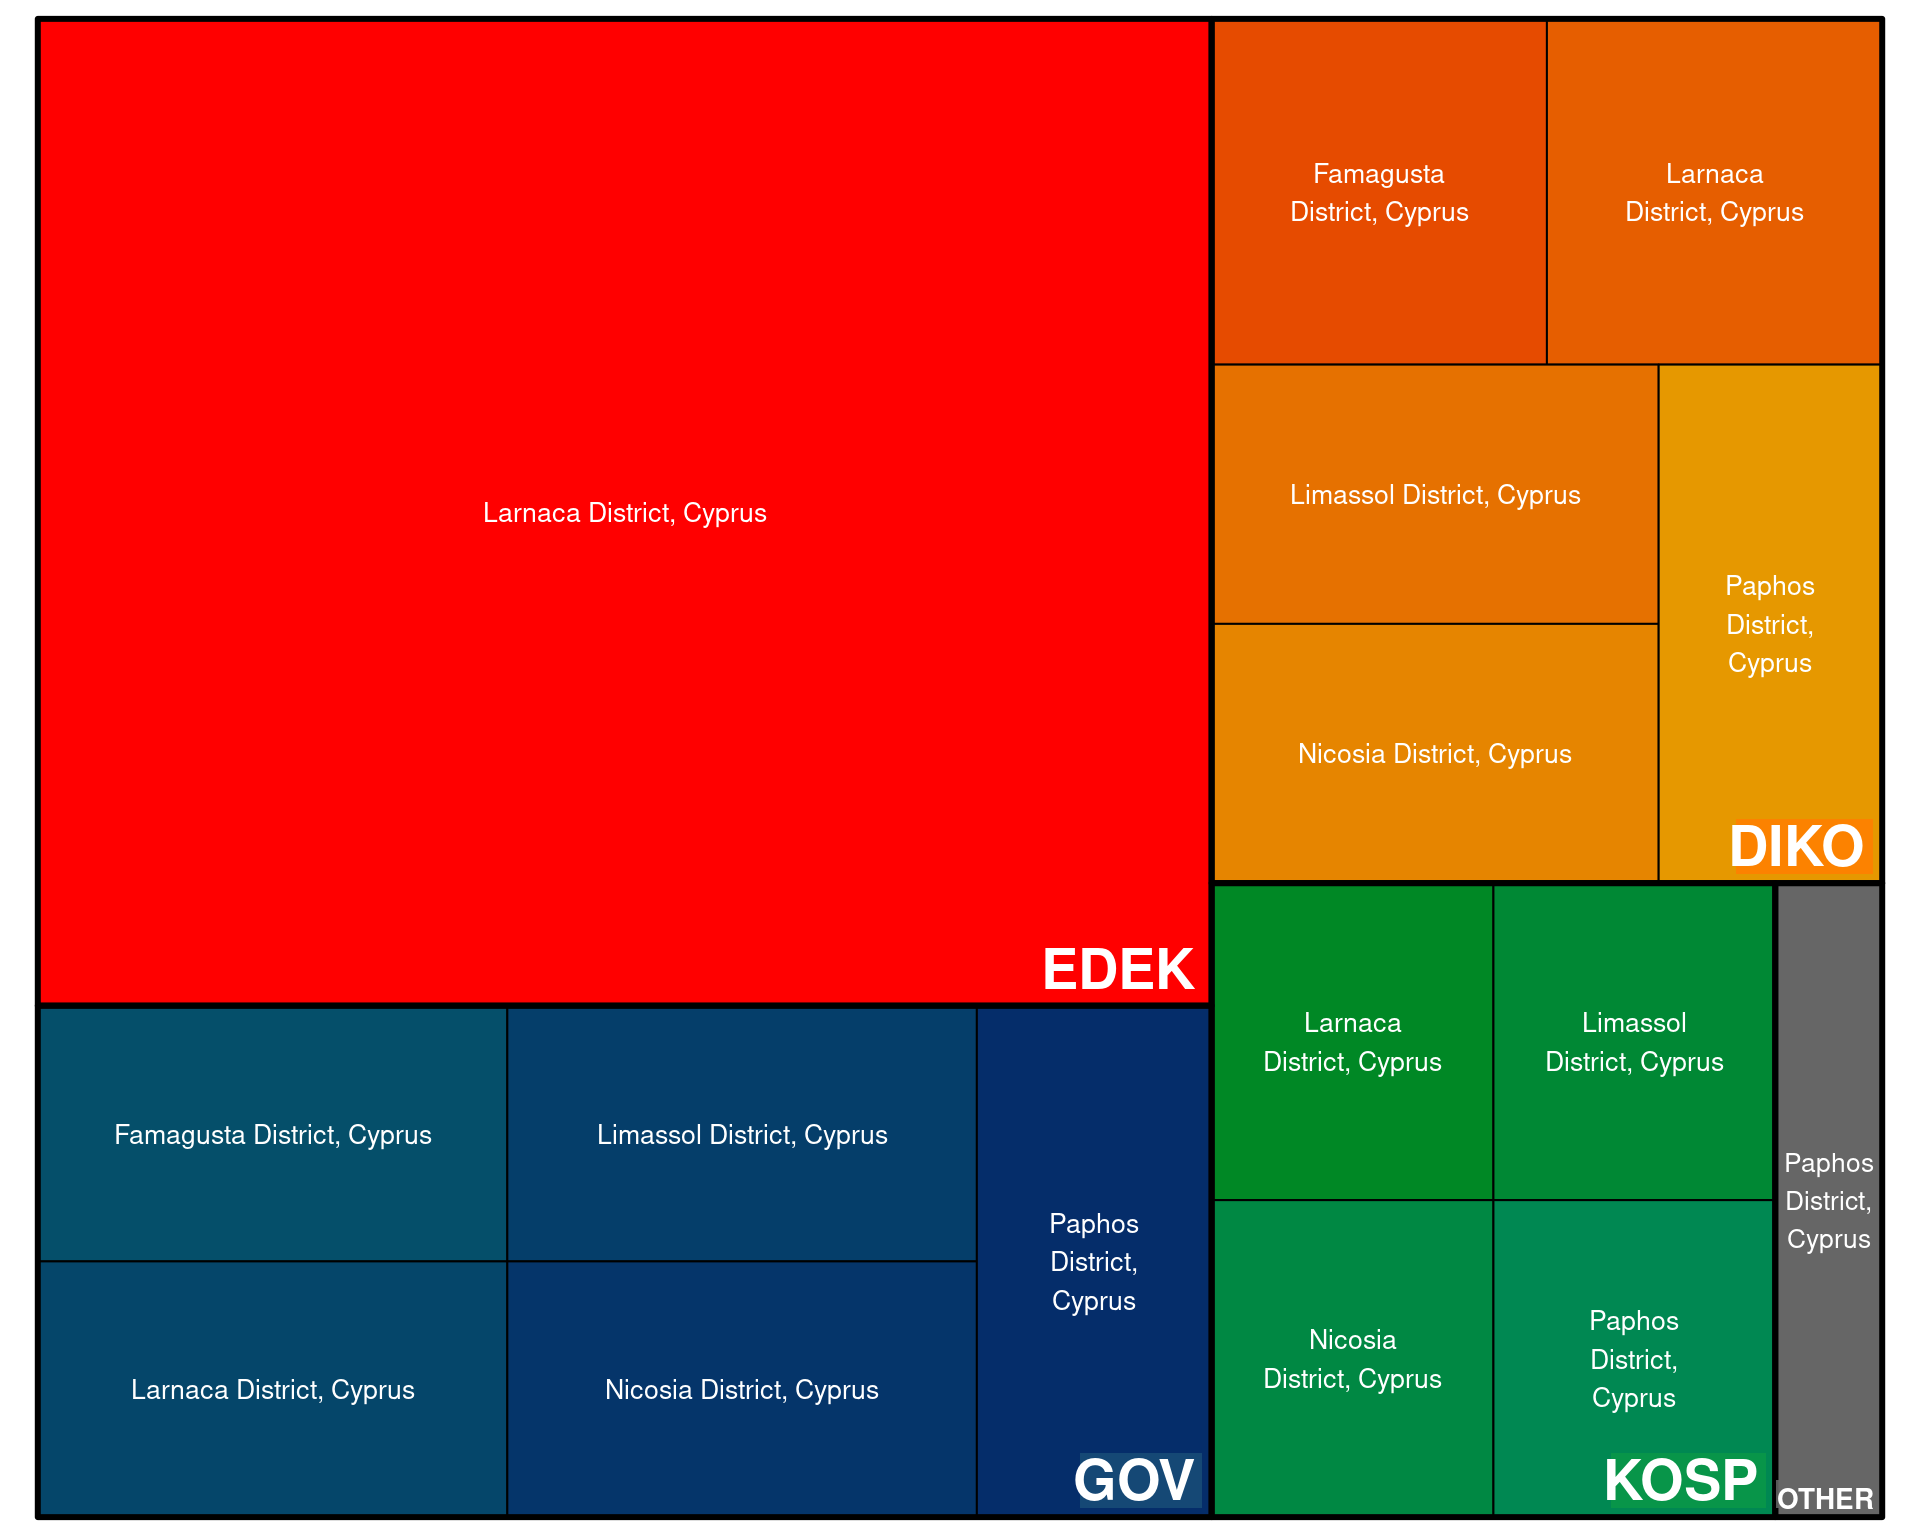 Larnaca District, Cyprus
EDEK
Famagusta
District, Cyprus
Larnaca
District, Cyprus
Limassol District, Cyprus
Nicosia District, Cyprus
Paphos
District,
Cyprus
DIKO
Famagusta District, Cyprus
Limassol District, Cyprus
Larnaca District, Cyprus
Nicosia District, Cyprus
Paphos
District,
Cyprus
GOV
Larnaca
District, Cyprus
Limassol
District, Cyprus
Nicosia
District, Cyprus
Paphos
District,
Cyprus
KOSP
Paphos
District,
Cyprus
OTHER